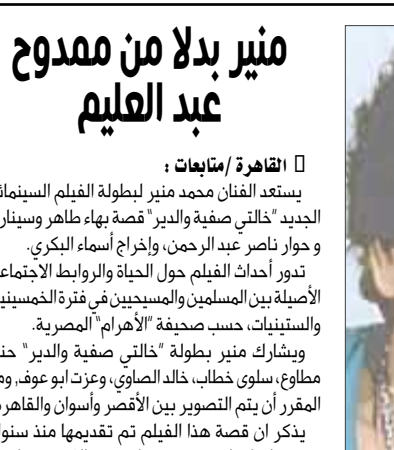 منير بدلا من ممدوح
عبد العليم
القاهرة /متابعات :
يستعد الفنان محمد منير لبطولة الفيلم السينمائ
الجديد "خالتي صفية والدير" قصة بهاء طاهر وسينار
و حوار ناصر عبد الرحمن، وإخراج أسماء البكري.
تدور أحداث الفيلم حول الحياة والروابط الاجتماع
الأصيلة بين المسلمين والمسيحيين في فترة الخمسيني
والستينيات، حسب صحيفة "الأهرام" المصرية.
ويشارك منير بطولة "خالتي صفية والدير" حنـ
مطاوع، سلوى خطاب، خالد الصاوي، وعزت ابو عوف, وم
المقرر أن يتم التصوير بين الأقصر وأسوان والقاهر
يذكر ان قصة هذا الفيلم تم تقديمها منذ سنوا